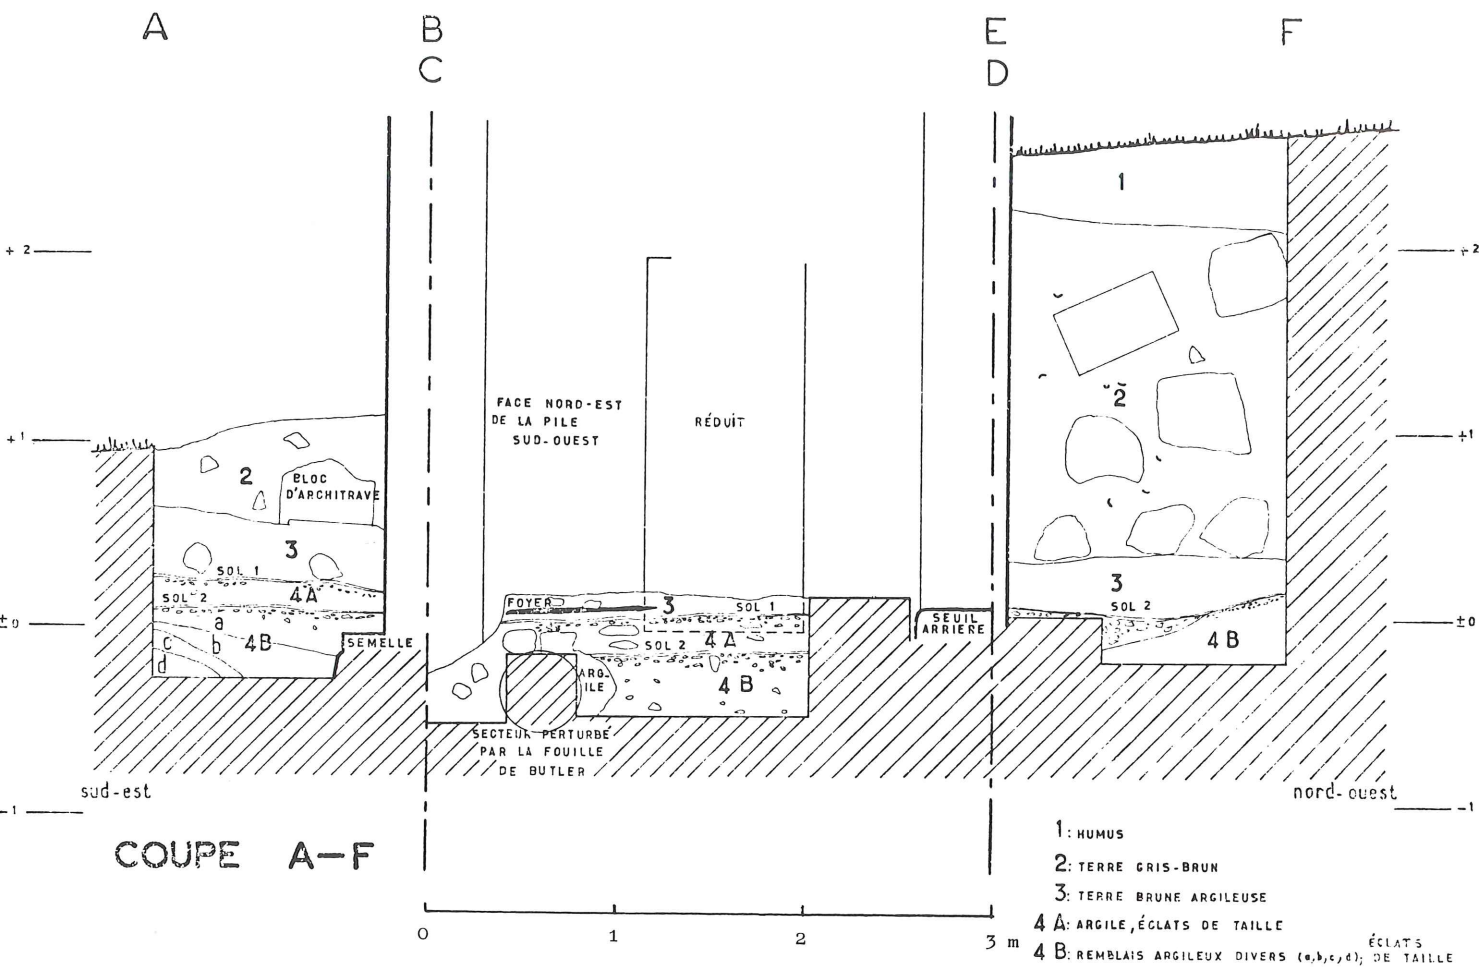 A B E F
C D
+2 +2
+1 +1
±0 ±0
-1 -1
1
2
2
3
3
3
BLOC
D'ARCHITRAVE
SOL 1
4A
SOL 2
a
b
c
d
4B
SEMELLE
FACE NORD-EST
DE LA PILE
SUD-OUEST
RÉDUIT
FOYER
SOL 1
4A
SOL 2
4B
ARG-
ILE
SECTEUR PERTURBÉ
PAR LA FOUILLE
DE BUTLER
SEUIL
ARRIÈRE
SOL 2
4B
sud-est
nord-ouest
COUPE A-F
0 1 2 3 m
1: HUMUS
2: TERRE GRIS-BRUN
3: TERRE BRUNE ARGILEUSE
4A: ARGILE, ÉCLATS DE TAILLE
4B: REMBLAIS ARGILEUX DIVERS (a,b,c,d); ÉCLATS DE TAILLE